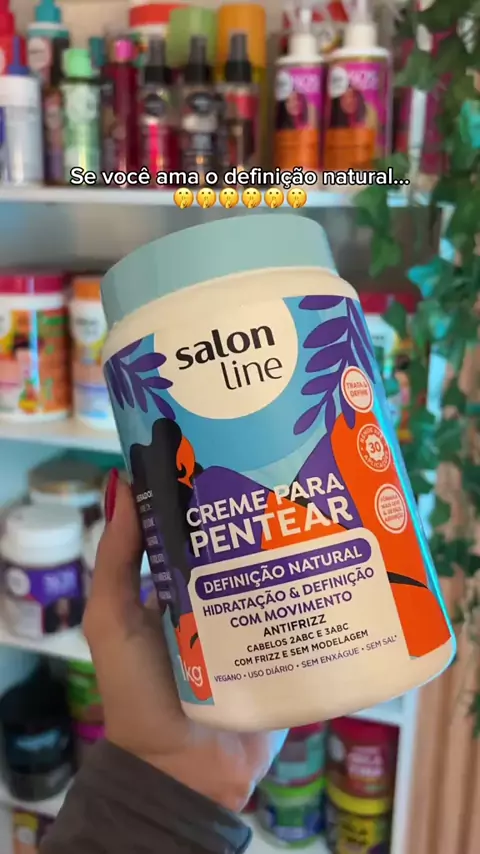 Se você ama o definição natural...
🤫🤫🤫🤫🤫🤫
salon
line
TRATA &
DEFINE
30
CREME PARA
PENTEAR
DEFINIÇÃO NATURAL
HIDRATAÇÃO & DEFINIÇÃO
COM MOVIMENTO
ANTIFRIZZ
CABELOS 2ABC E 3ABC
COM FRIZZ E SEM MODELAGEM
VEGANO • USO DIÁRIO • SEM ENXÁGUE • SEM SAL*
1kg